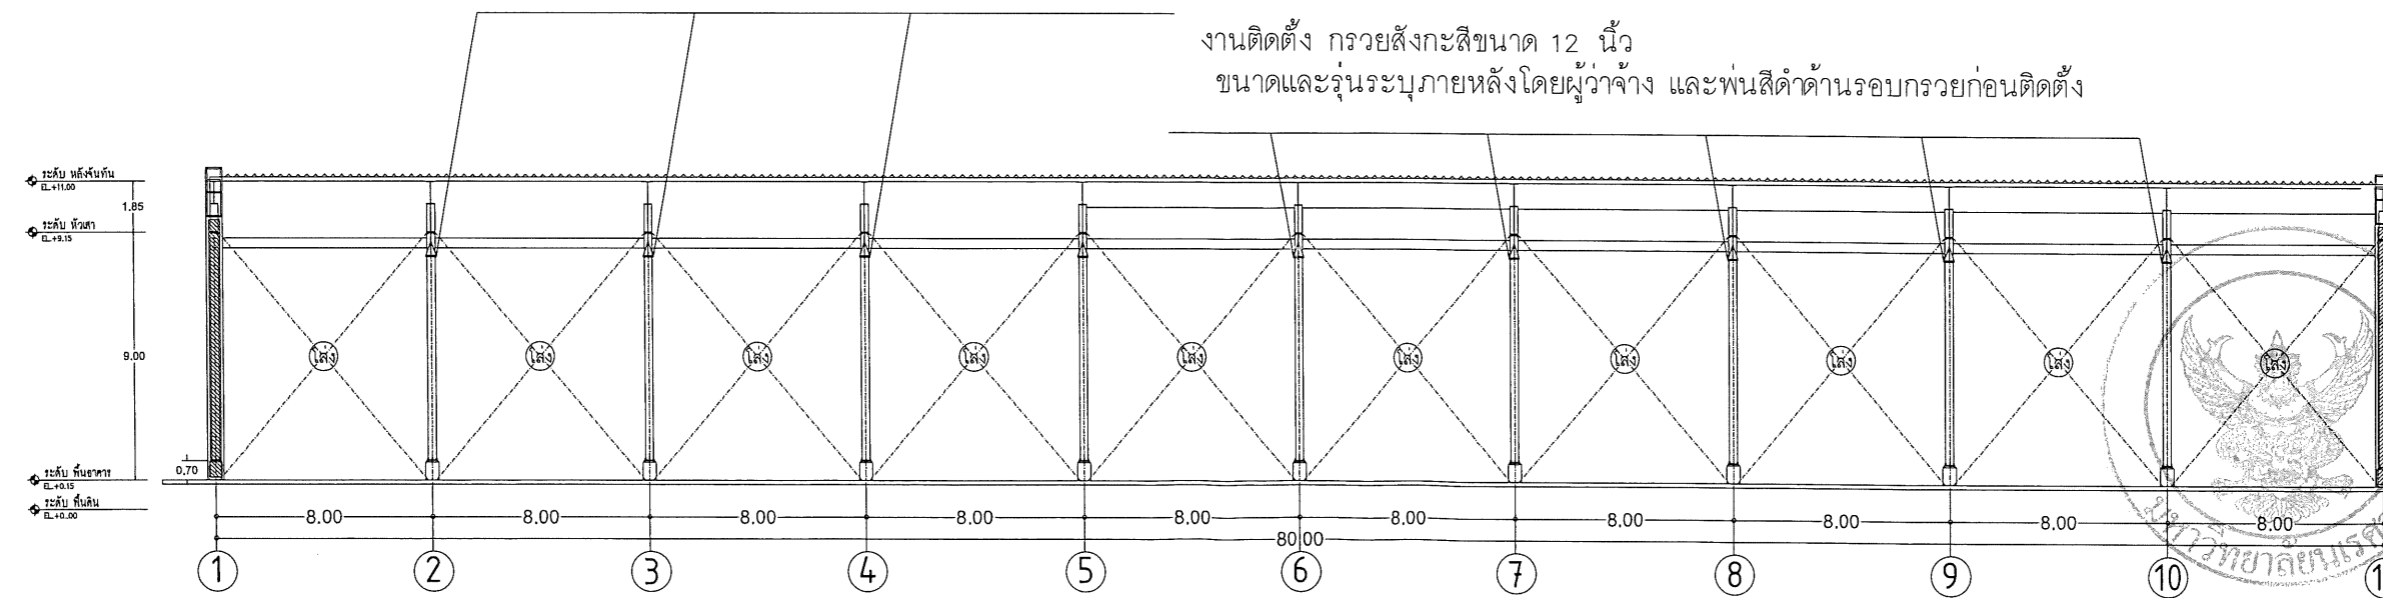 งานติดตั้ง กรวยสังกะสีขนาด 12 นิ้ว
ขนาดและรุ่นระบุภายหลังโดยผู้ว่าจ้าง และพ่นสีดำด้านรอบกรวยก่อนติดตั้ง
ระดับ หลังจันทัน
EL.+11.00
1.85
ระดับ หัวเสา
EL.+9.15
9.00
โล่ง โล่ง โล่ง โล่ง โล่ง โล่ง โล่ง โล่ง โล่ง โล่ง
0.70
ระดับ พื้นอาคาร
EL.+0.15
ระดับ พื้นดิน
EL.+0.00
8.00 8.00 8.00 8.00 8.00 8.00 8.00 8.00 8.00 8.00
80.00
1 2 3 4 5 6 7 8 9 10